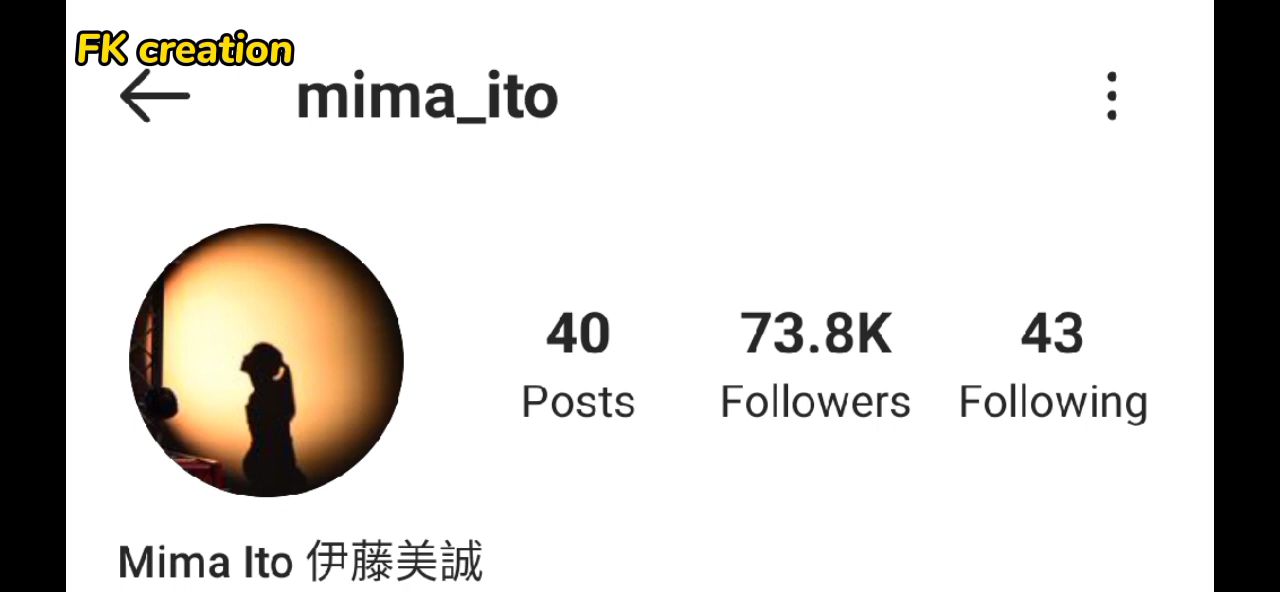 FK creation
mima_ito
40 73.8K 43
Posts Followers Following
Mima Ito 伊藤美誠